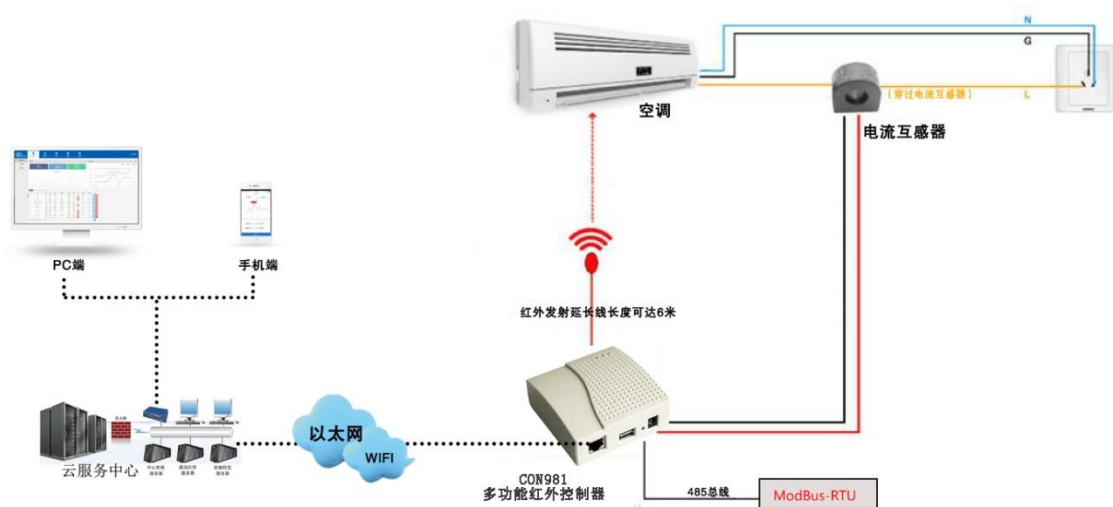 N
G
（穿过电流互感器）
L
空调
电流互感器
PC端
手机端
红外发射延长线长度可达6米
以太网
WIFI
防火墙
云服务中心
CON981
多功能红外控制器
485总线
ModBus-RTU